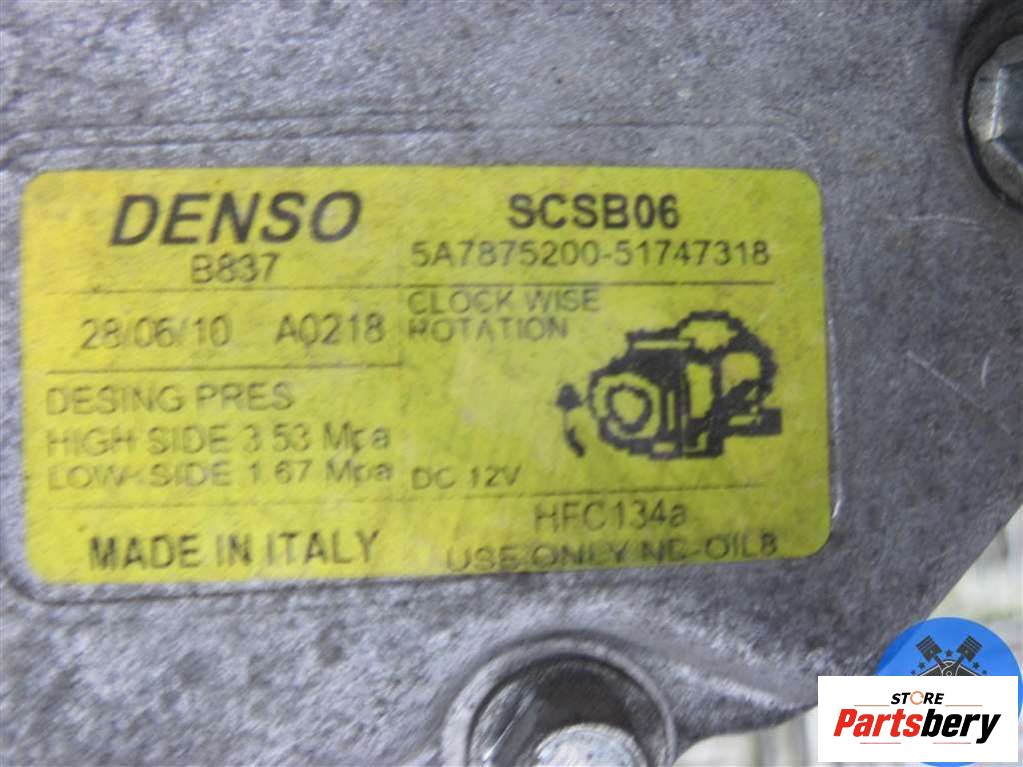 DENSO
B837
SCSB06
5A7875200-51747318
28/06/10 A0218
CLOCK WISE
ROTATION
DESING PRES
HIGH SIDE 3.53 Mpa
LOW-SIDE 1.67 Mpa
DC 12V
MADE IN ITALY
HFC134a
USE ONLY ND-OIL8
STORE
Partsbery